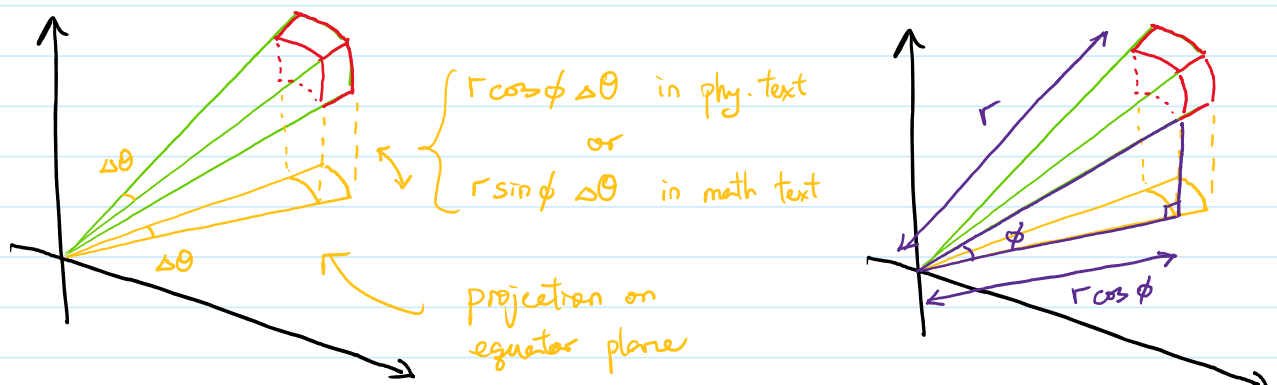 Δθ
Δθ
r cos ϕ Δθ in phy. text
or
r sin ϕ Δθ in math text
projection on
equator plane
r
ϕ
r cos ϕ